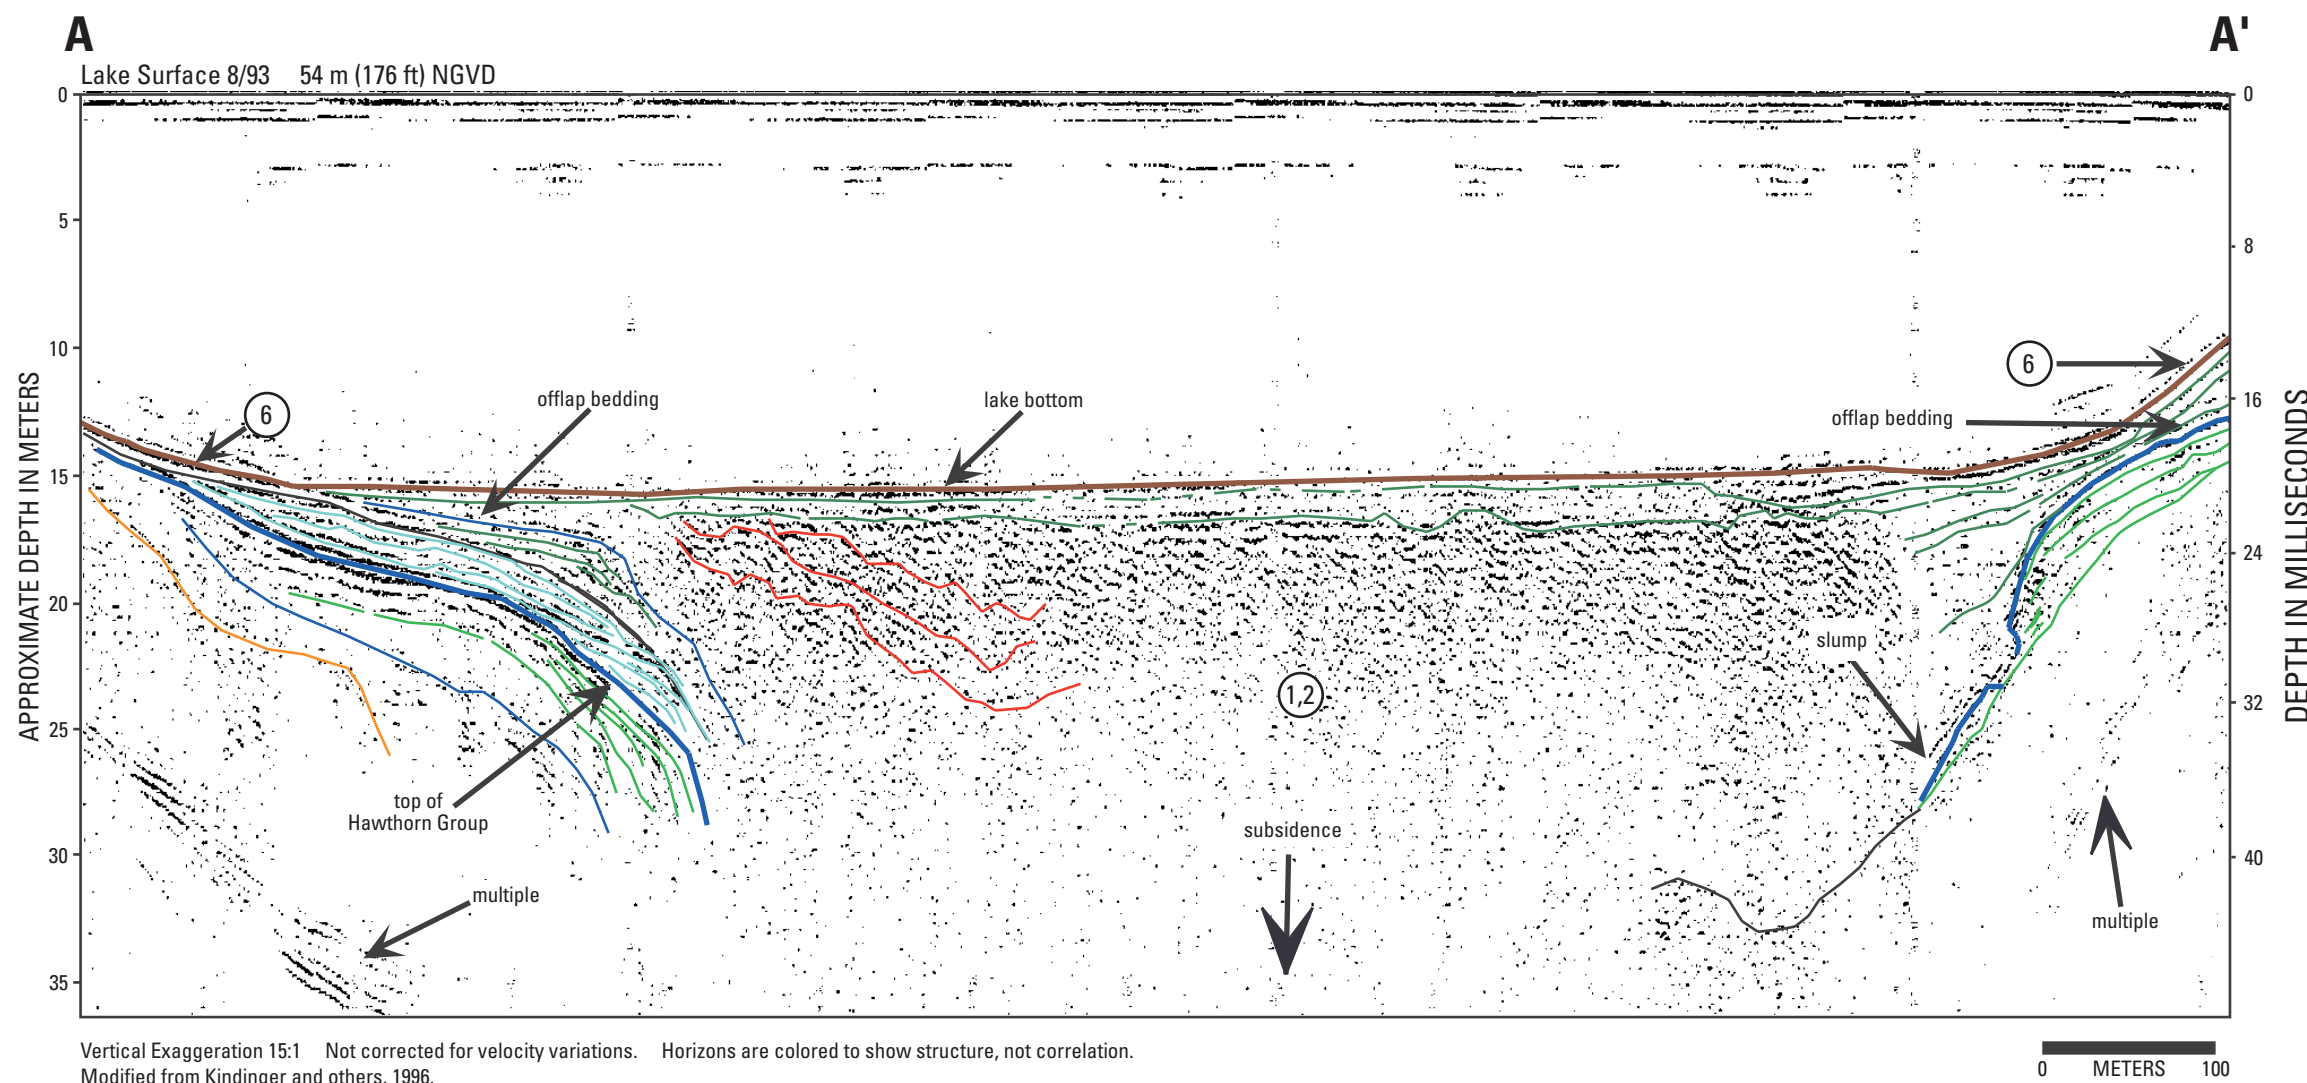 A A'
Lake Surface 8/93 54 m (176 ft) NGVD
0 0
5
8
10
6
offlap bedding
lake bottom
16
6
offlap bedding
15
24
20
slump
1,2
32
25
top of
Hawthorn Group
subsidence
30
40
multiple
multiple
35
APPROXIMATE DEPTH IN METERS
DEPTH IN MILLISECONDS
Vertical Exaggeration 15:1 Not corrected for velocity variations. Horizons are colored to show structure, not correlation.
Modified from Kindinger and others, 1996.
0 METERS 100